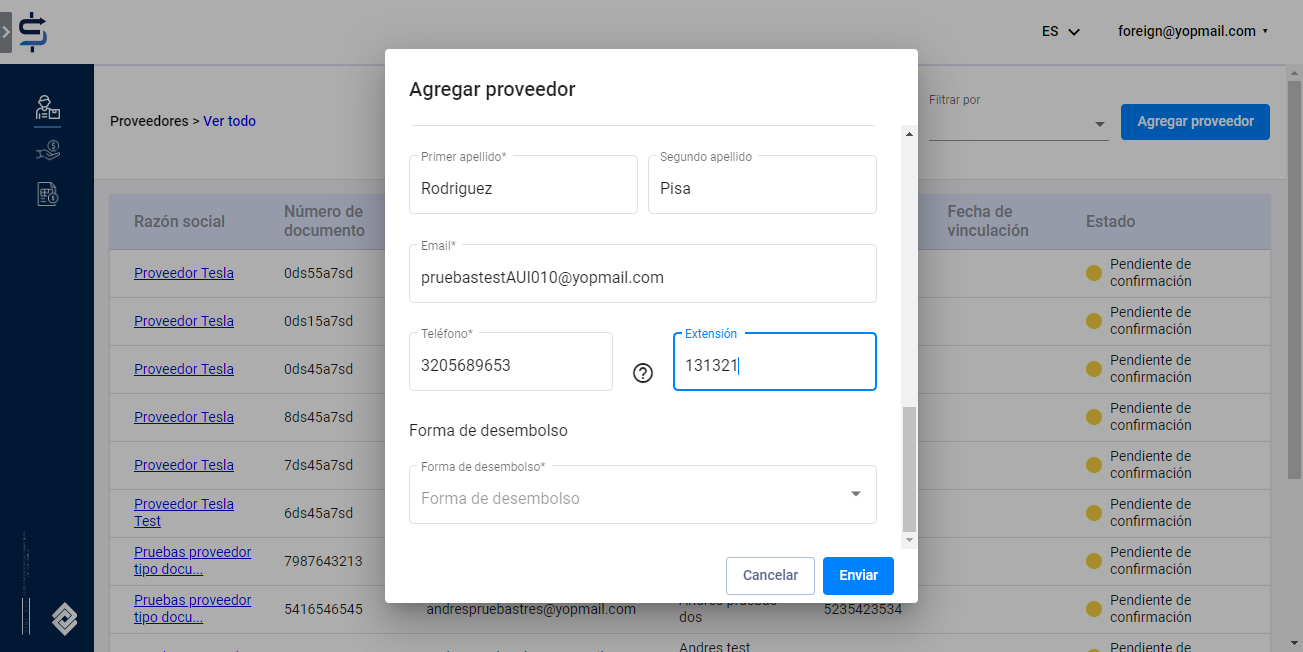 ES
foreign@yopmail.com
Agregar proveedor
Proveedores > Ver todo
Filtrar por
Agregar proveedor
Primer apellido*
Segundo apellido
Rodriguez
Pisa
Email*
pruebastestAUI010@yopmail.com
Teléfono*
Extensión
3205689653
131321
Forma de desembolso
Forma de desembolso*
Forma de desembolso
Cancelar
Enviar
Razón social
Número de
documento
Fecha de
vinculación
Estado
Proveedor Tesla
0ds55a7sd
Pendiente de
confirmación
Proveedor Tesla
0ds15a7sd
Pendiente de
confirmación
Proveedor Tesla
0ds45a7sd
Pendiente de
confirmación
Proveedor Tesla
8ds45a7sd
Pendiente de
confirmación
Proveedor Tesla
7ds45a7sd
Pendiente de
confirmación
Proveedor Tesla
Test
6ds45a7sd
Pendiente de
confirmación
Pruebas proveedor
tipo docu...
7987643213
Pendiente de
confirmación
Pruebas proveedor
tipo docu...
5416546545
andrespruebastres@yopmail.com
Andres pruebas
dos
5235423534
Pendiente de
confirmación
Andres test
Pendiente de